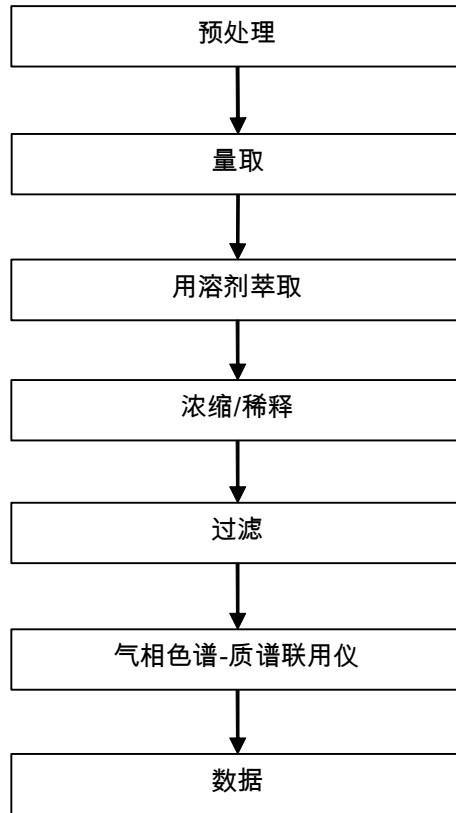 预处理
量取
用溶剂萃取
浓缩/稀释
过滤
气相色谱-质谱联用仪
数据